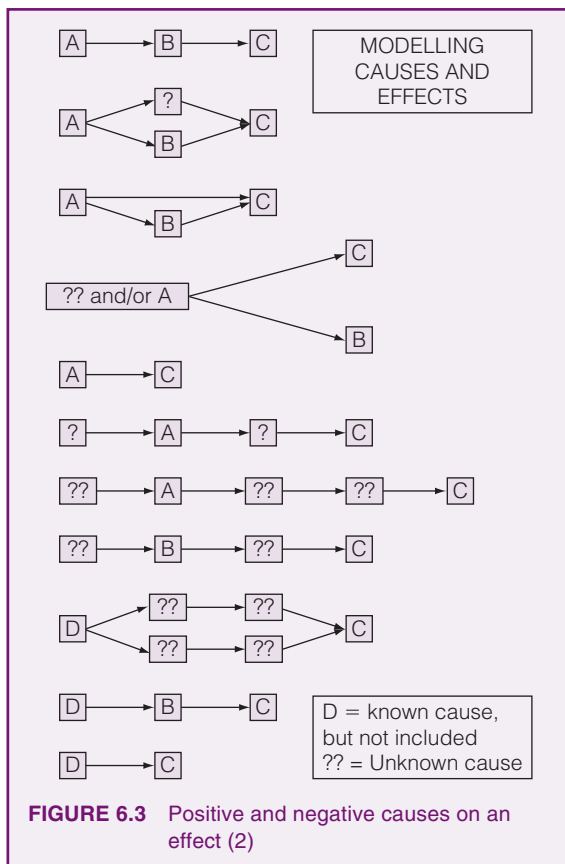 A B C
MODELLING
CAUSES AND
EFFECTS
?
A C
B
A C
B
C
?? and/or A
B
A C
? A ? C
?? A ?? ?? C
?? B ?? C
?? ??
D C
?? ??
D B C
D = known cause,
but not included
?? = Unknown cause
D C
FIGURE 6.3 Positive and negative causes on an
effect (2)